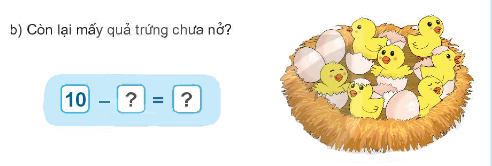 b) Còn lại mấy quả trứng chưa nở?
10 – ? = ?